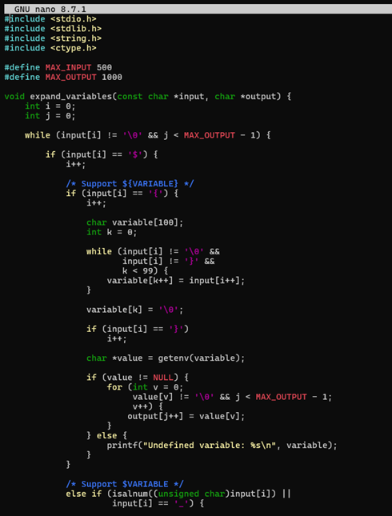 GNU nano 8.7.1
#include <stdio.h>
#include <stdlib.h>
#include <string.h>
#include <ctype.h>

#define MAX_INPUT 500
#define MAX_OUTPUT 1000

void expand_variables(const char *input, char *output) {
    int i = 0;
    int j = 0;

    while (input[i] != '\0' && j < MAX_OUTPUT - 1) {

        if (input[i] == '$') {
            i++;

            /* Support ${VARIABLE} */
            if (input[i] == '{') {
                i++;

                char variable[100];
                int k = 0;

                while (input[i] != '\0' &&
                       input[i] != '}' &&
                       k < 99) {
                    variable[k++] = input[i++];
                }

                variable[k] = '\0';

                if (input[i] == '}')
                    i++;

                char *value = getenv(variable);

                if (value != NULL) {
                    for (int v = 0;
                         value[v] != '\0' && j < MAX_OUTPUT - 1;
                         v++) {
                        output[j++] = value[v];
                    }
                } else {
                    printf("Undefined variable: %s\n", variable);
                }
            }

            /* Support $VARIABLE */
            else if (isalnum((unsigned char)input[i]) ||
                     input[i] == '_') {